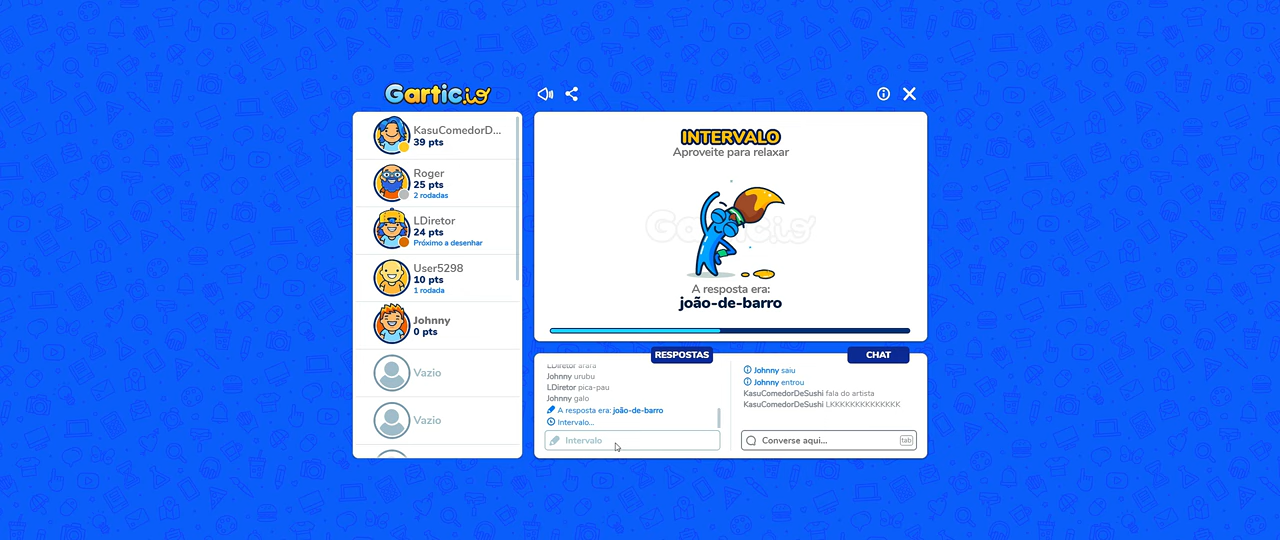 Gartic.io
KasuComedorD...
39 pts
Roger
25 pts
2 rodadas
LDiretor
24 pts
Próximo a desenhar
User5298
10 pts
1 rodada
Johnny
0 pts
Vazio
Vazio
INTERVALO
Aproveite para relaxar
Gartic.io
A resposta era:
joão-de-barro
RESPOSTAS
LDiretor arara
Johnny urubu
LDiretor pica-pau
Johnny galo
A resposta era: joão-de-barro
Intervalo...
Intervalo
CHAT
Johnny saiu
Johnny entrou
KasuComedorDeSushi fala do artista
KasuComedorDeSushi LKKKKKKKKKKKKK
Converse aqui...
tab